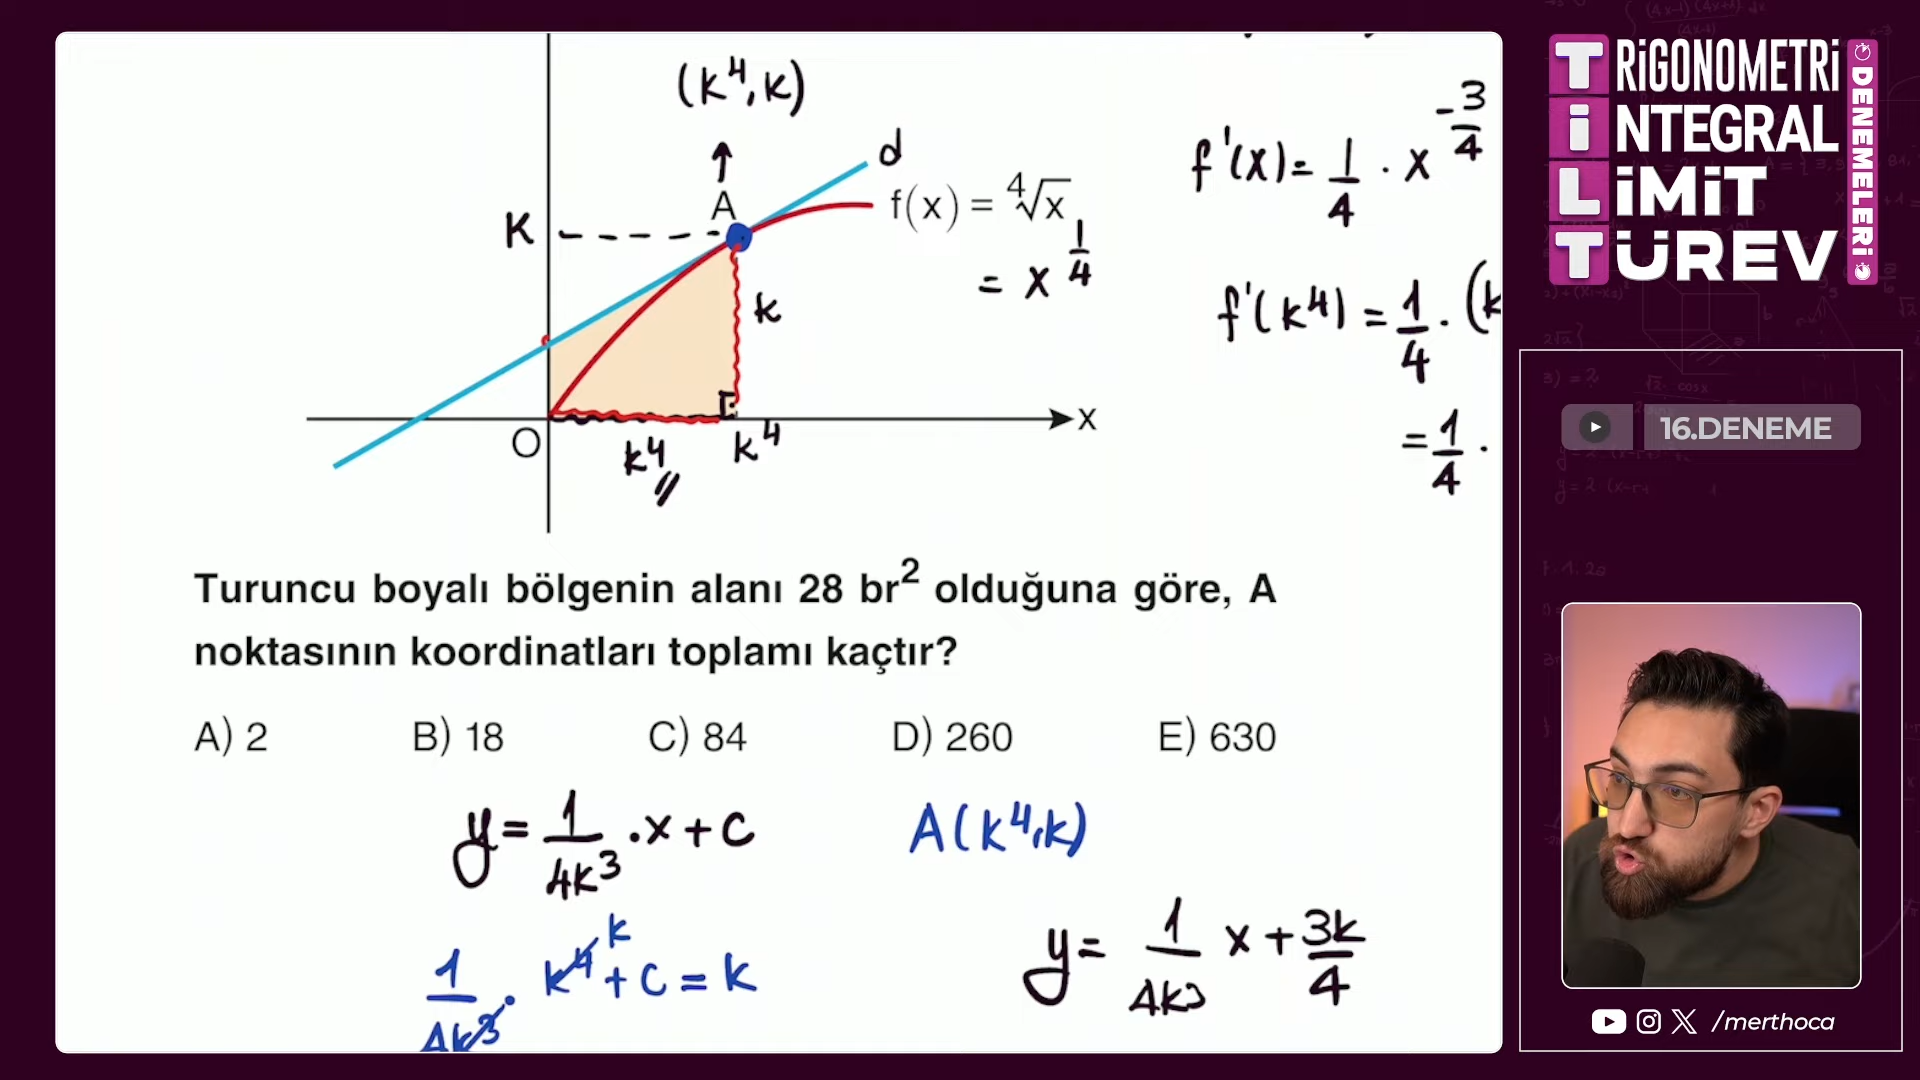 (k⁴, k)
d
A
f(x) = ⁴√x
= x^1/4
K
k
O
k⁴
k⁴
x
f'(x) = 1/4 · x^-3/4
f'(k⁴) = 1/4 · (k
= 1/4 ·
Turuncu boyalı bölgenin alanı 28 br² olduğuna göre, A
noktasının koordinatları toplamı kaçtır?
A) 2 B) 18 C) 84 D) 260 E) 630
y = 1/4k³ · x + c
A(k⁴, k)
1/4k³ · k⁴ k + c = k
y = 1/4k³ x + 3k/4
TRİGONOMETRİ
İNTEGRAL
LİMİT
TÜREV
DENEMELERİ
16.DENEME
/merthoca